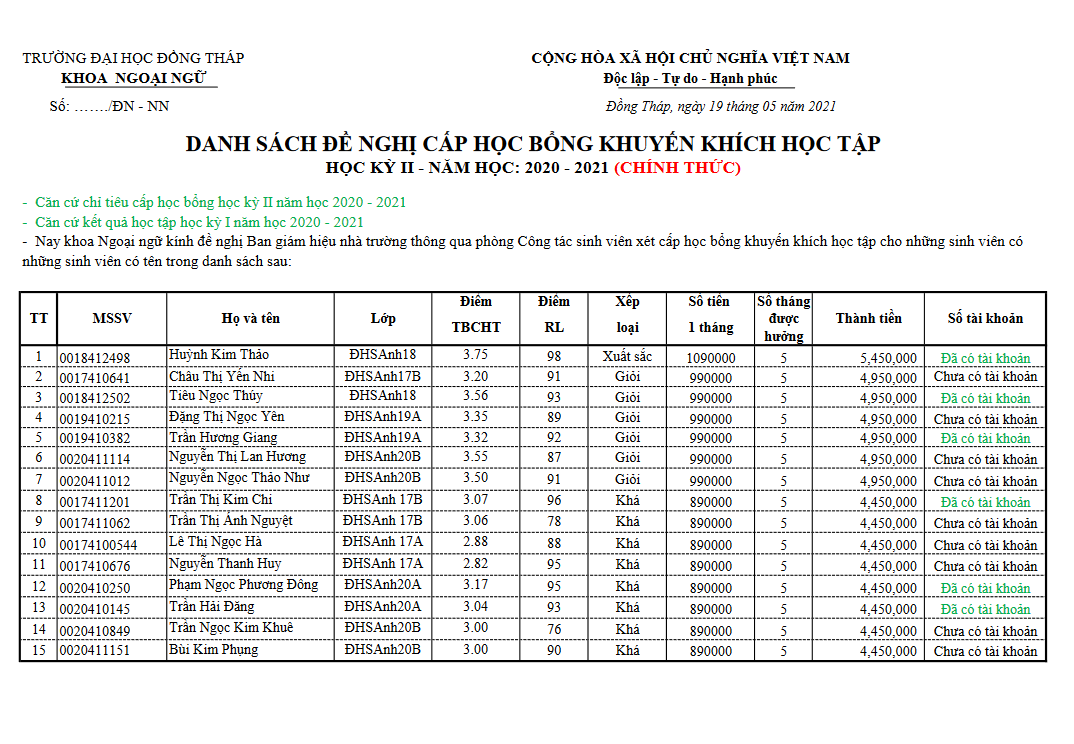 TRƯỜNG ĐẠI HỌC ĐỒNG THÁP
KHOA NGOẠI NGỮ
Số: ……./ĐN - NN
CỘNG HÒA XÃ HỘI CHỦ NGHĨA VIỆT NAM
Độc lập - Tự do - Hạnh phúc
Đồng Tháp, ngày 19 tháng 05 năm 2021
DANH SÁCH ĐỀ NGHỊ CẤP HỌC BỔNG KHUYẾN KHÍCH HỌC TẬP
HỌC KỲ II - NĂM HỌC: 2020 - 2021 (CHÍNH THỨC)
- Căn cứ chỉ tiêu cấp học bổng học kỳ II năm học 2020 - 2021
- Căn cứ kết quả học tập học kỳ I năm học 2020 - 2021
- Nay khoa Ngoại ngữ kính đề nghị Ban giám hiệu nhà trường thông qua phòng Công tác sinh viên xét cấp học bổng khuyến khích học tập cho những sinh viên có
những sinh viên có tên trong danh sách sau:
TT MSSV Họ và tên Lớp Điểm TBCHT Điểm RL Xếp loại Số tiền 1 tháng Số tháng được hưởng Thành tiền Số tài khoản
1 0018412498 Huỳnh Kim Thảo ĐHSAnh18 3.75 98 Xuất sắc 1090000 5 5,450,000 Đã có tài khoản
2 0017410641 Châu Thị Yến Nhi ĐHSAnh17B 3.20 91 Giỏi 990000 5 4,950,000 Chưa có tài khoản
3 0018412502 Tiêu Ngọc Thúy ĐHSAnh18 3.56 93 Giỏi 990000 5 4,950,000 Đã có tài khoản
4 0019410215 Đặng Thị Ngọc Yên ĐHSAnh19A 3.35 89 Giỏi 990000 5 4,950,000 Chưa có tài khoản
5 0019410382 Trần Hương Giang ĐHSAnh19A 3.32 92 Giỏi 990000 5 4,950,000 Đã có tài khoản
6 0020411114 Nguyễn Thị Lan Hương ĐHSAnh20B 3.55 87 Giỏi 990000 5 4,950,000 Chưa có tài khoản
7 0020411012 Nguyễn Ngọc Thảo Như ĐHSAnh20B 3.50 91 Giỏi 990000 5 4,950,000 Chưa có tài khoản
8 0017411201 Trần Thị Kim Chi ĐHSAnh 17B 3.07 96 Khá 890000 5 4,450,000 Đã có tài khoản
9 0017411062 Trần Thị Ánh Nguyệt ĐHSAnh 17B 3.06 78 Khá 890000 5 4,450,000 Chưa có tài khoản
10 00174100544 Lê Thị Ngọc Hà ĐHSAnh 17A 2.88 88 Khá 890000 5 4,450,000 Chưa có tài khoản
11 0017410676 Nguyễn Thanh Huy ĐHSAnh 17A 2.82 95 Khá 890000 5 4,450,000 Chưa có tài khoản
12 0020410250 Phạm Ngọc Phương Đông ĐHSAnh20A 3.17 95 Khá 890000 5 4,450,000 Đã có tài khoản
13 0020410145 Trần Hải Đăng ĐHSAnh20A 3.04 93 Khá 890000 5 4,450,000 Đã có tài khoản
14 0020410849 Trần Ngọc Kim Khuê ĐHSAnh20B 3.00 76 Khá 890000 5 4,450,000 Chưa có tài khoản
15 0020411151 Bùi Kim Phụng ĐHSAnh20B 3.00 90 Khá 890000 5 4,450,000 Chưa có tài khoản